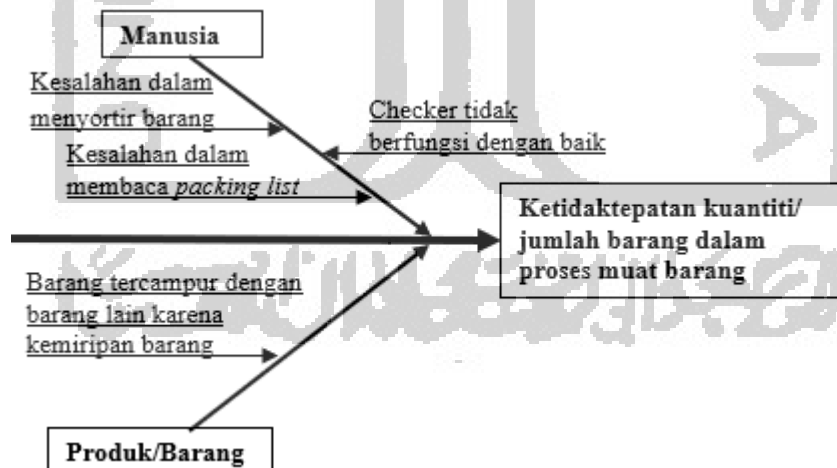 Manusia
Kesalahan dalam
menyortir barang
Checker tidak
berfungsi dengan baik
Kesalahan dalam
membaca packing list
Ketidaktepatan kuantiti/
jumlah barang dalam
proses muat barang
Barang tercampur dengan
barang lain karena
kemiripan barang
Produk/Barang